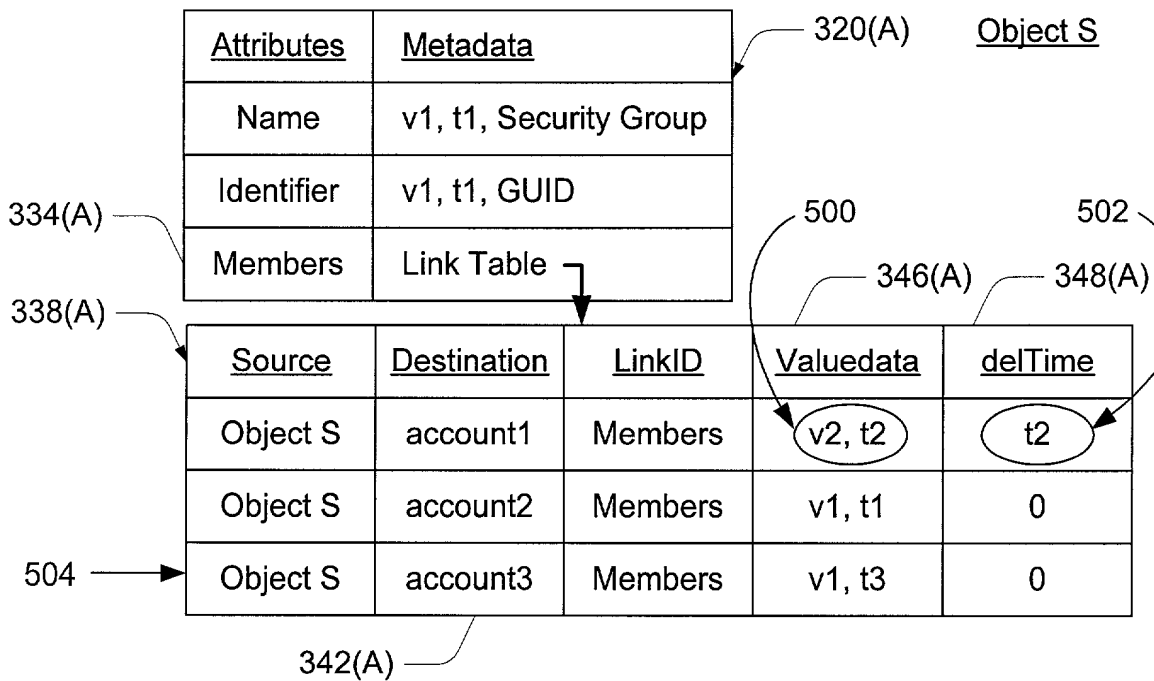 Attributes Metadata 320(A) Object S
Name v1, t1, Security Group
Identifier v1, t1, GUID
334(A) 500 502
Members Link Table 346(A) 348(A)
338(A)
Source Destination LinkID Valuedata delTime
Object S account1 Members v2, t2 t2
Object S account2 Members v1, t1 0
504 Object S account3 Members v1, t3 0
342(A)